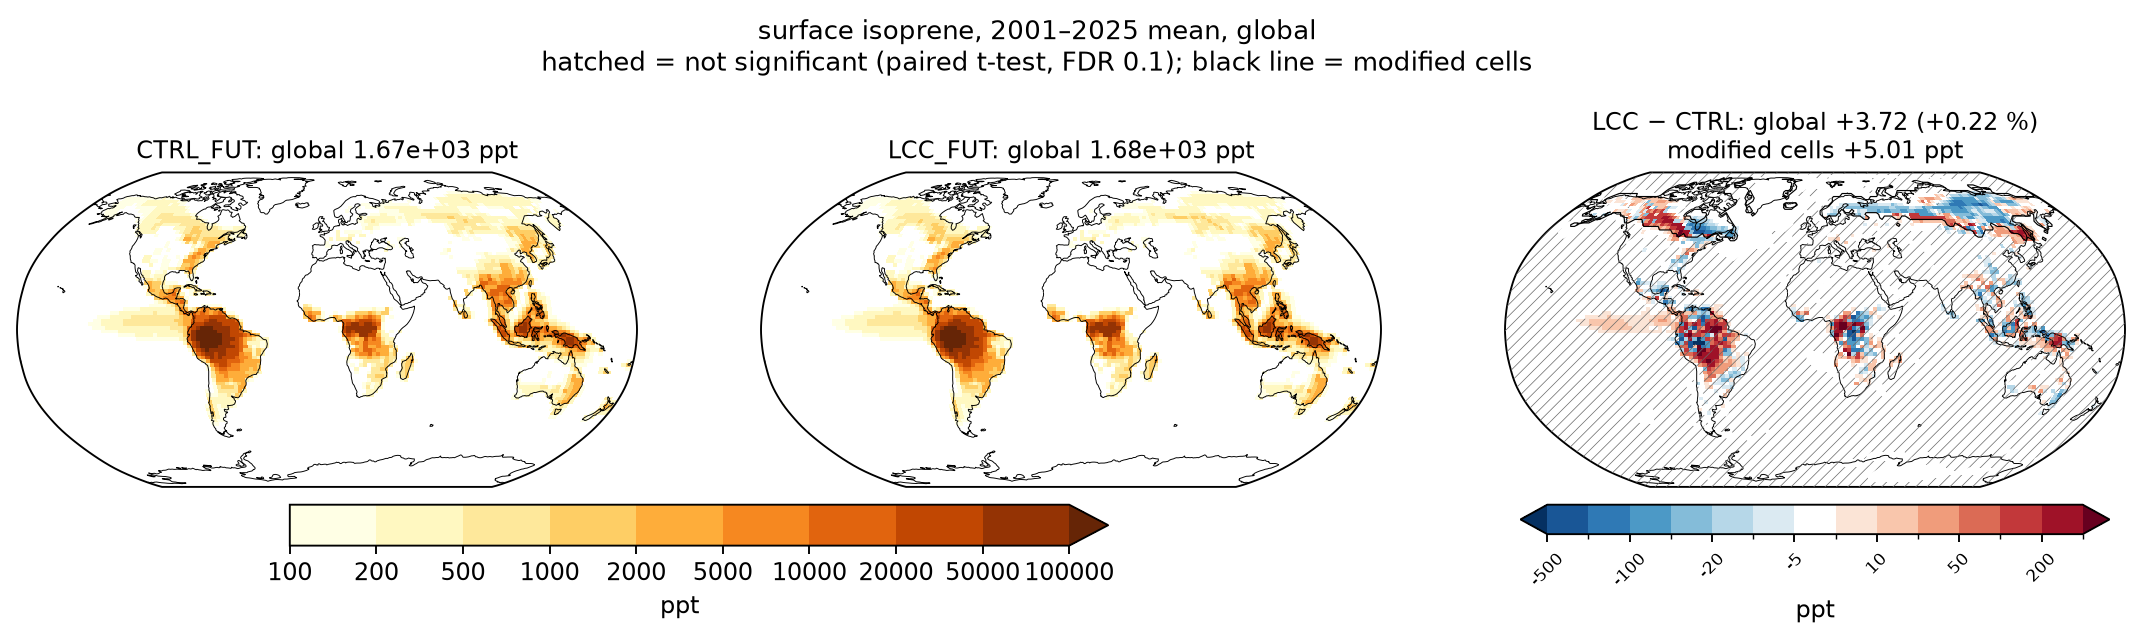 surface isoprene, 2001–2025 mean, global
hatched = not significant (paired t-test, FDR 0.1); black line = modified cells
CTRL_FUT: global 1.67e+03 ppt
LCC_FUT: global 1.68e+03 ppt
LCC − CTRL: global +3.72 (+0.22 %)
modified cells +5.01 ppt
100 200 500 1000 2000 5000 10000 20000 50000 100000
ppt
-500 -100 -20 -5 10 50 200
ppt